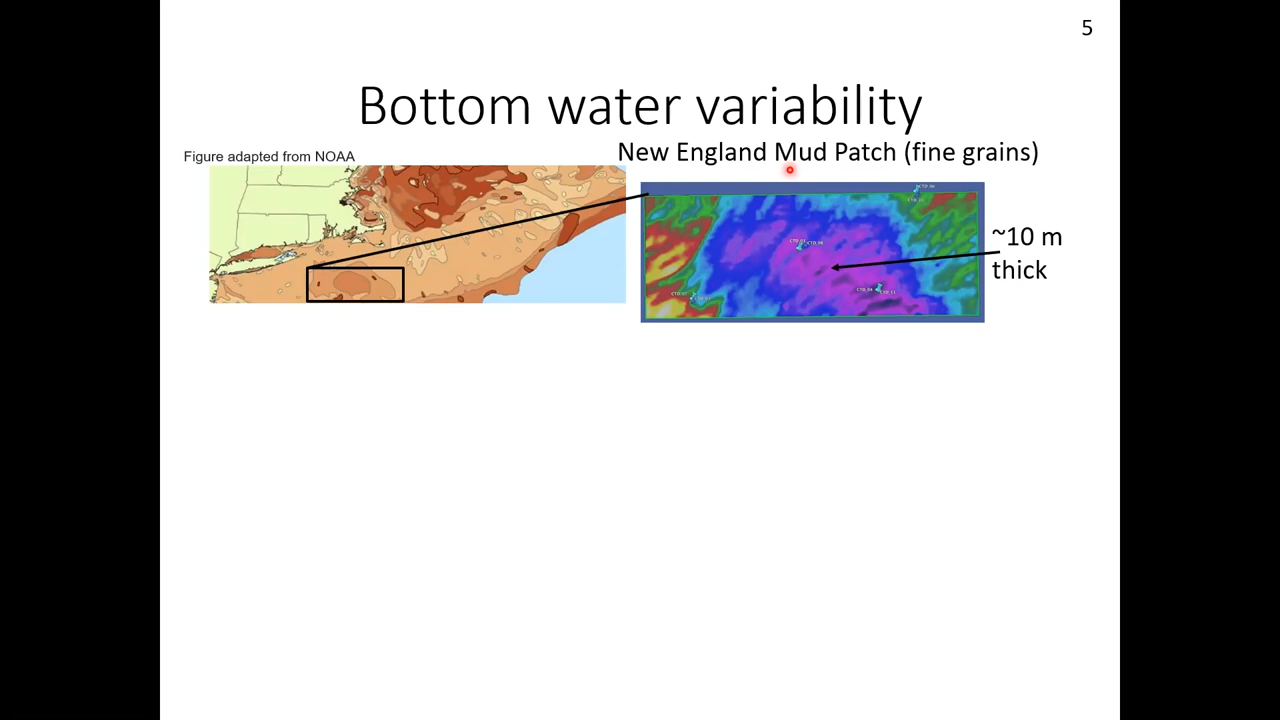 5
Bottom water variability
Figure adapted from NOAA
New England Mud Patch (fine grains)
~10 m
thick